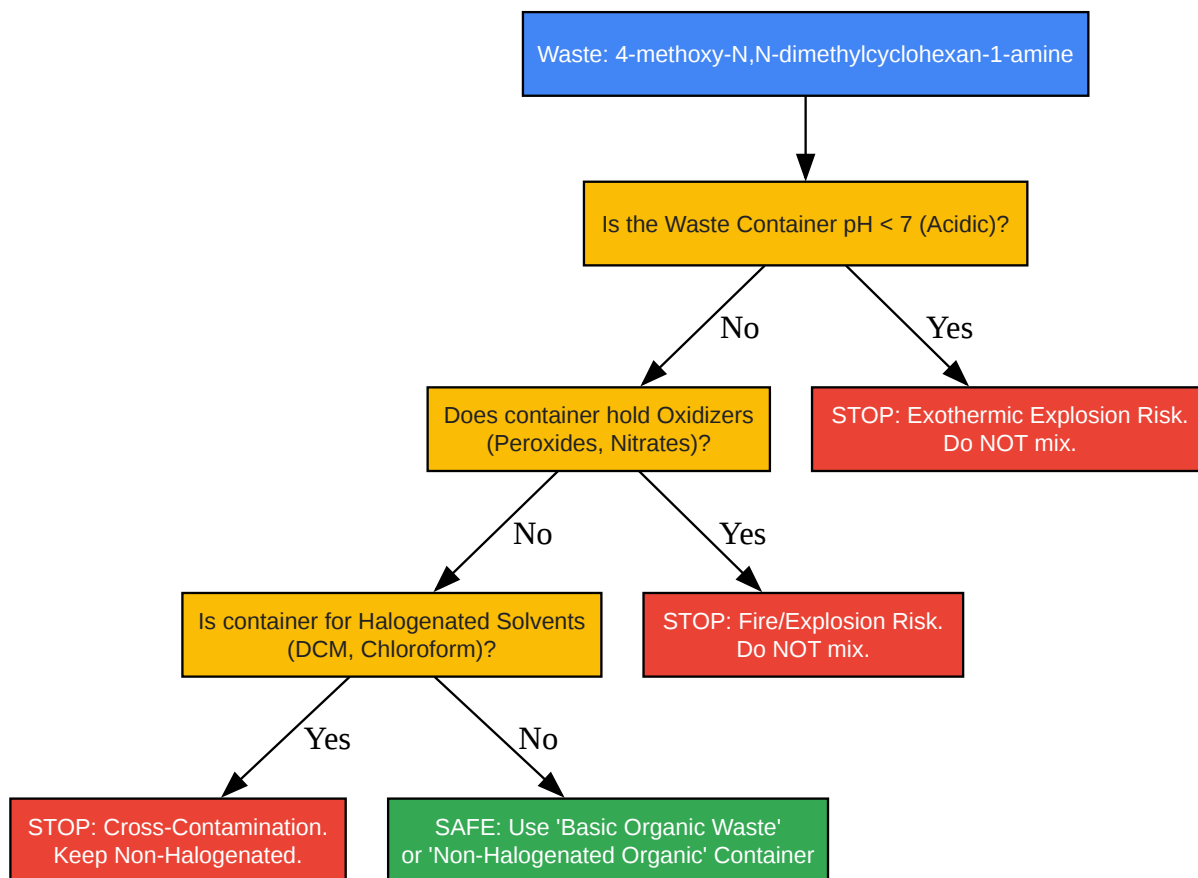 Waste: 4-methoxy-N,N-dimethylcyclohexan-1-amine
Is the Waste Container pH < 7 (Acidic)?
No
Yes
Does container hold Oxidizers
(Peroxides, Nitrates)?
STOP: Exothermic Explosion Risk.
Do NOT mix.
No
Yes
Is container for Halogenated Solvents
(DCM, Chloroform)?
STOP: Fire/Explosion Risk.
Do NOT mix.
Yes
No
STOP: Cross-Contamination.
Keep Non-Halogenated.
SAFE: Use 'Basic Organic Waste'
or 'Non-Halogenated Organic' Container